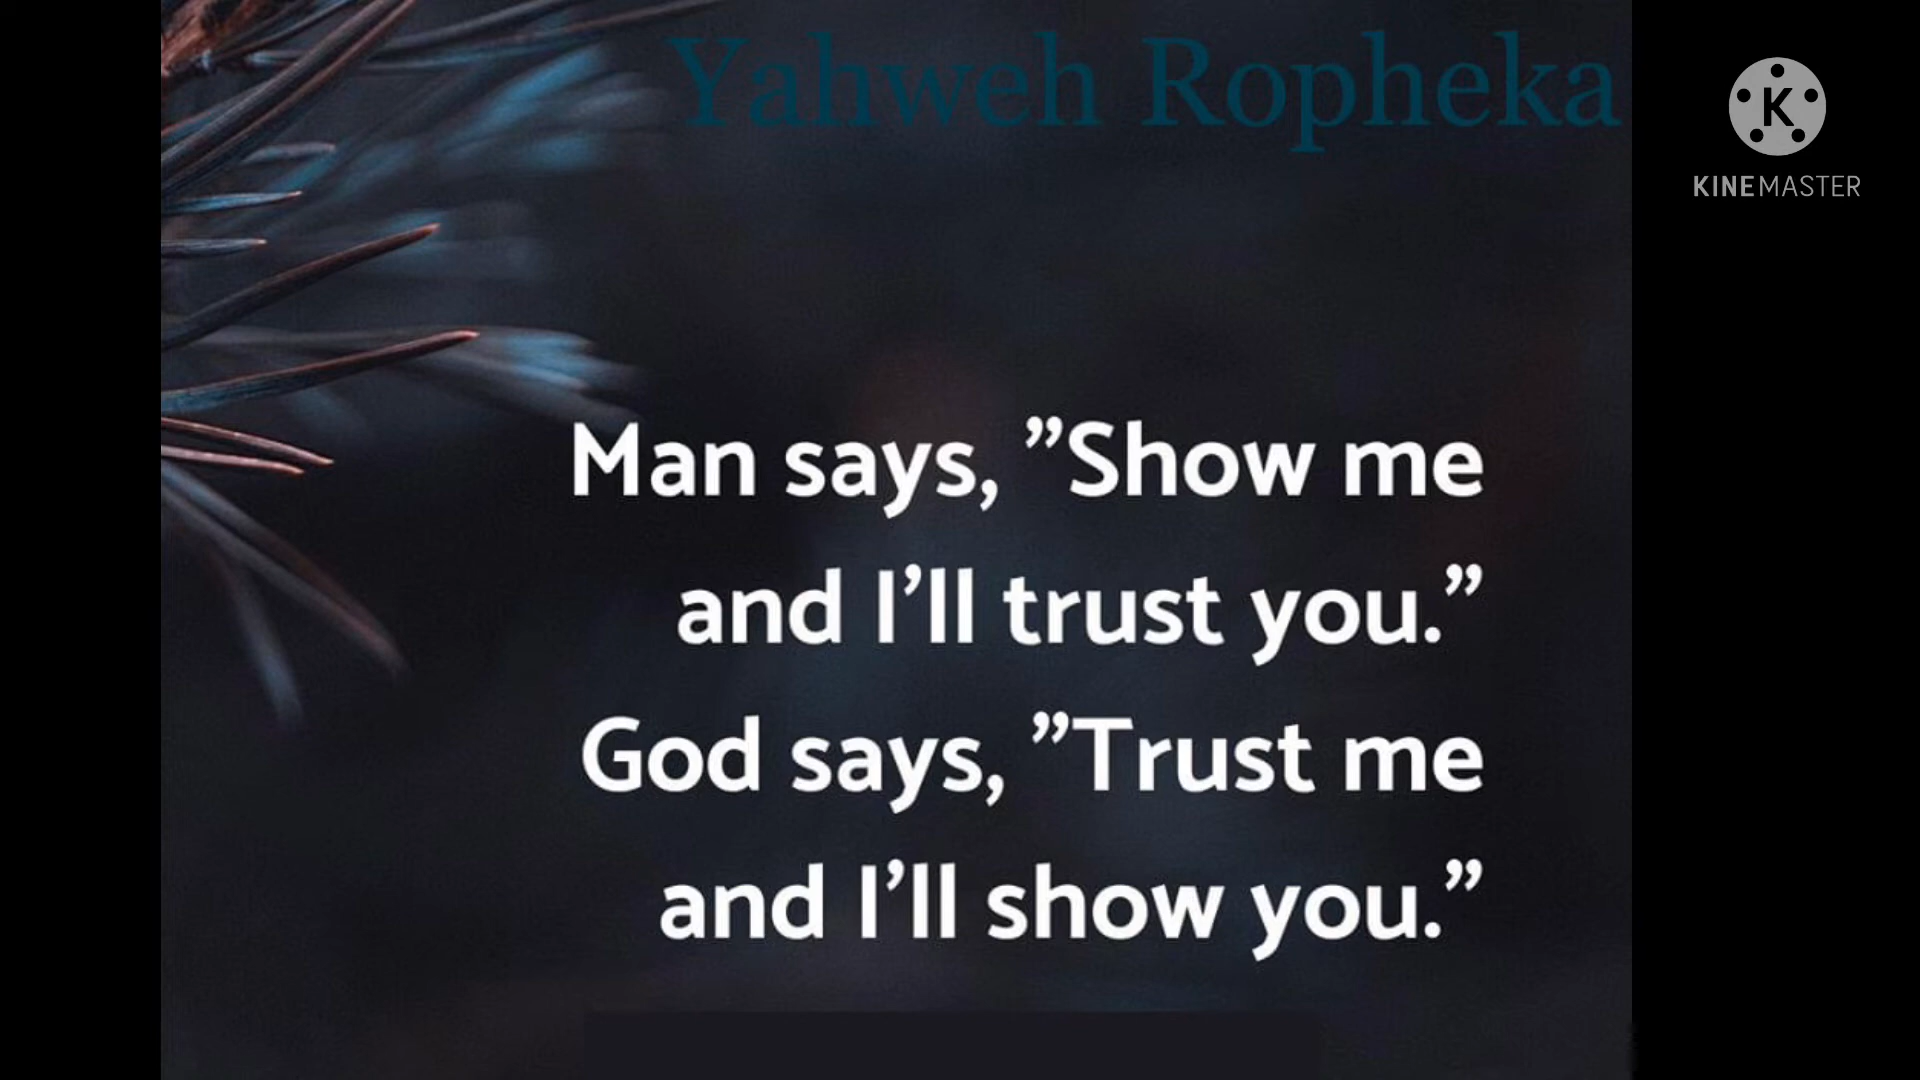 Yahweh Ropheka
K
KINEMASTER
Man says, ”Show me
and I’ll trust you.”
God says, ”Trust me
and I’ll show you.”